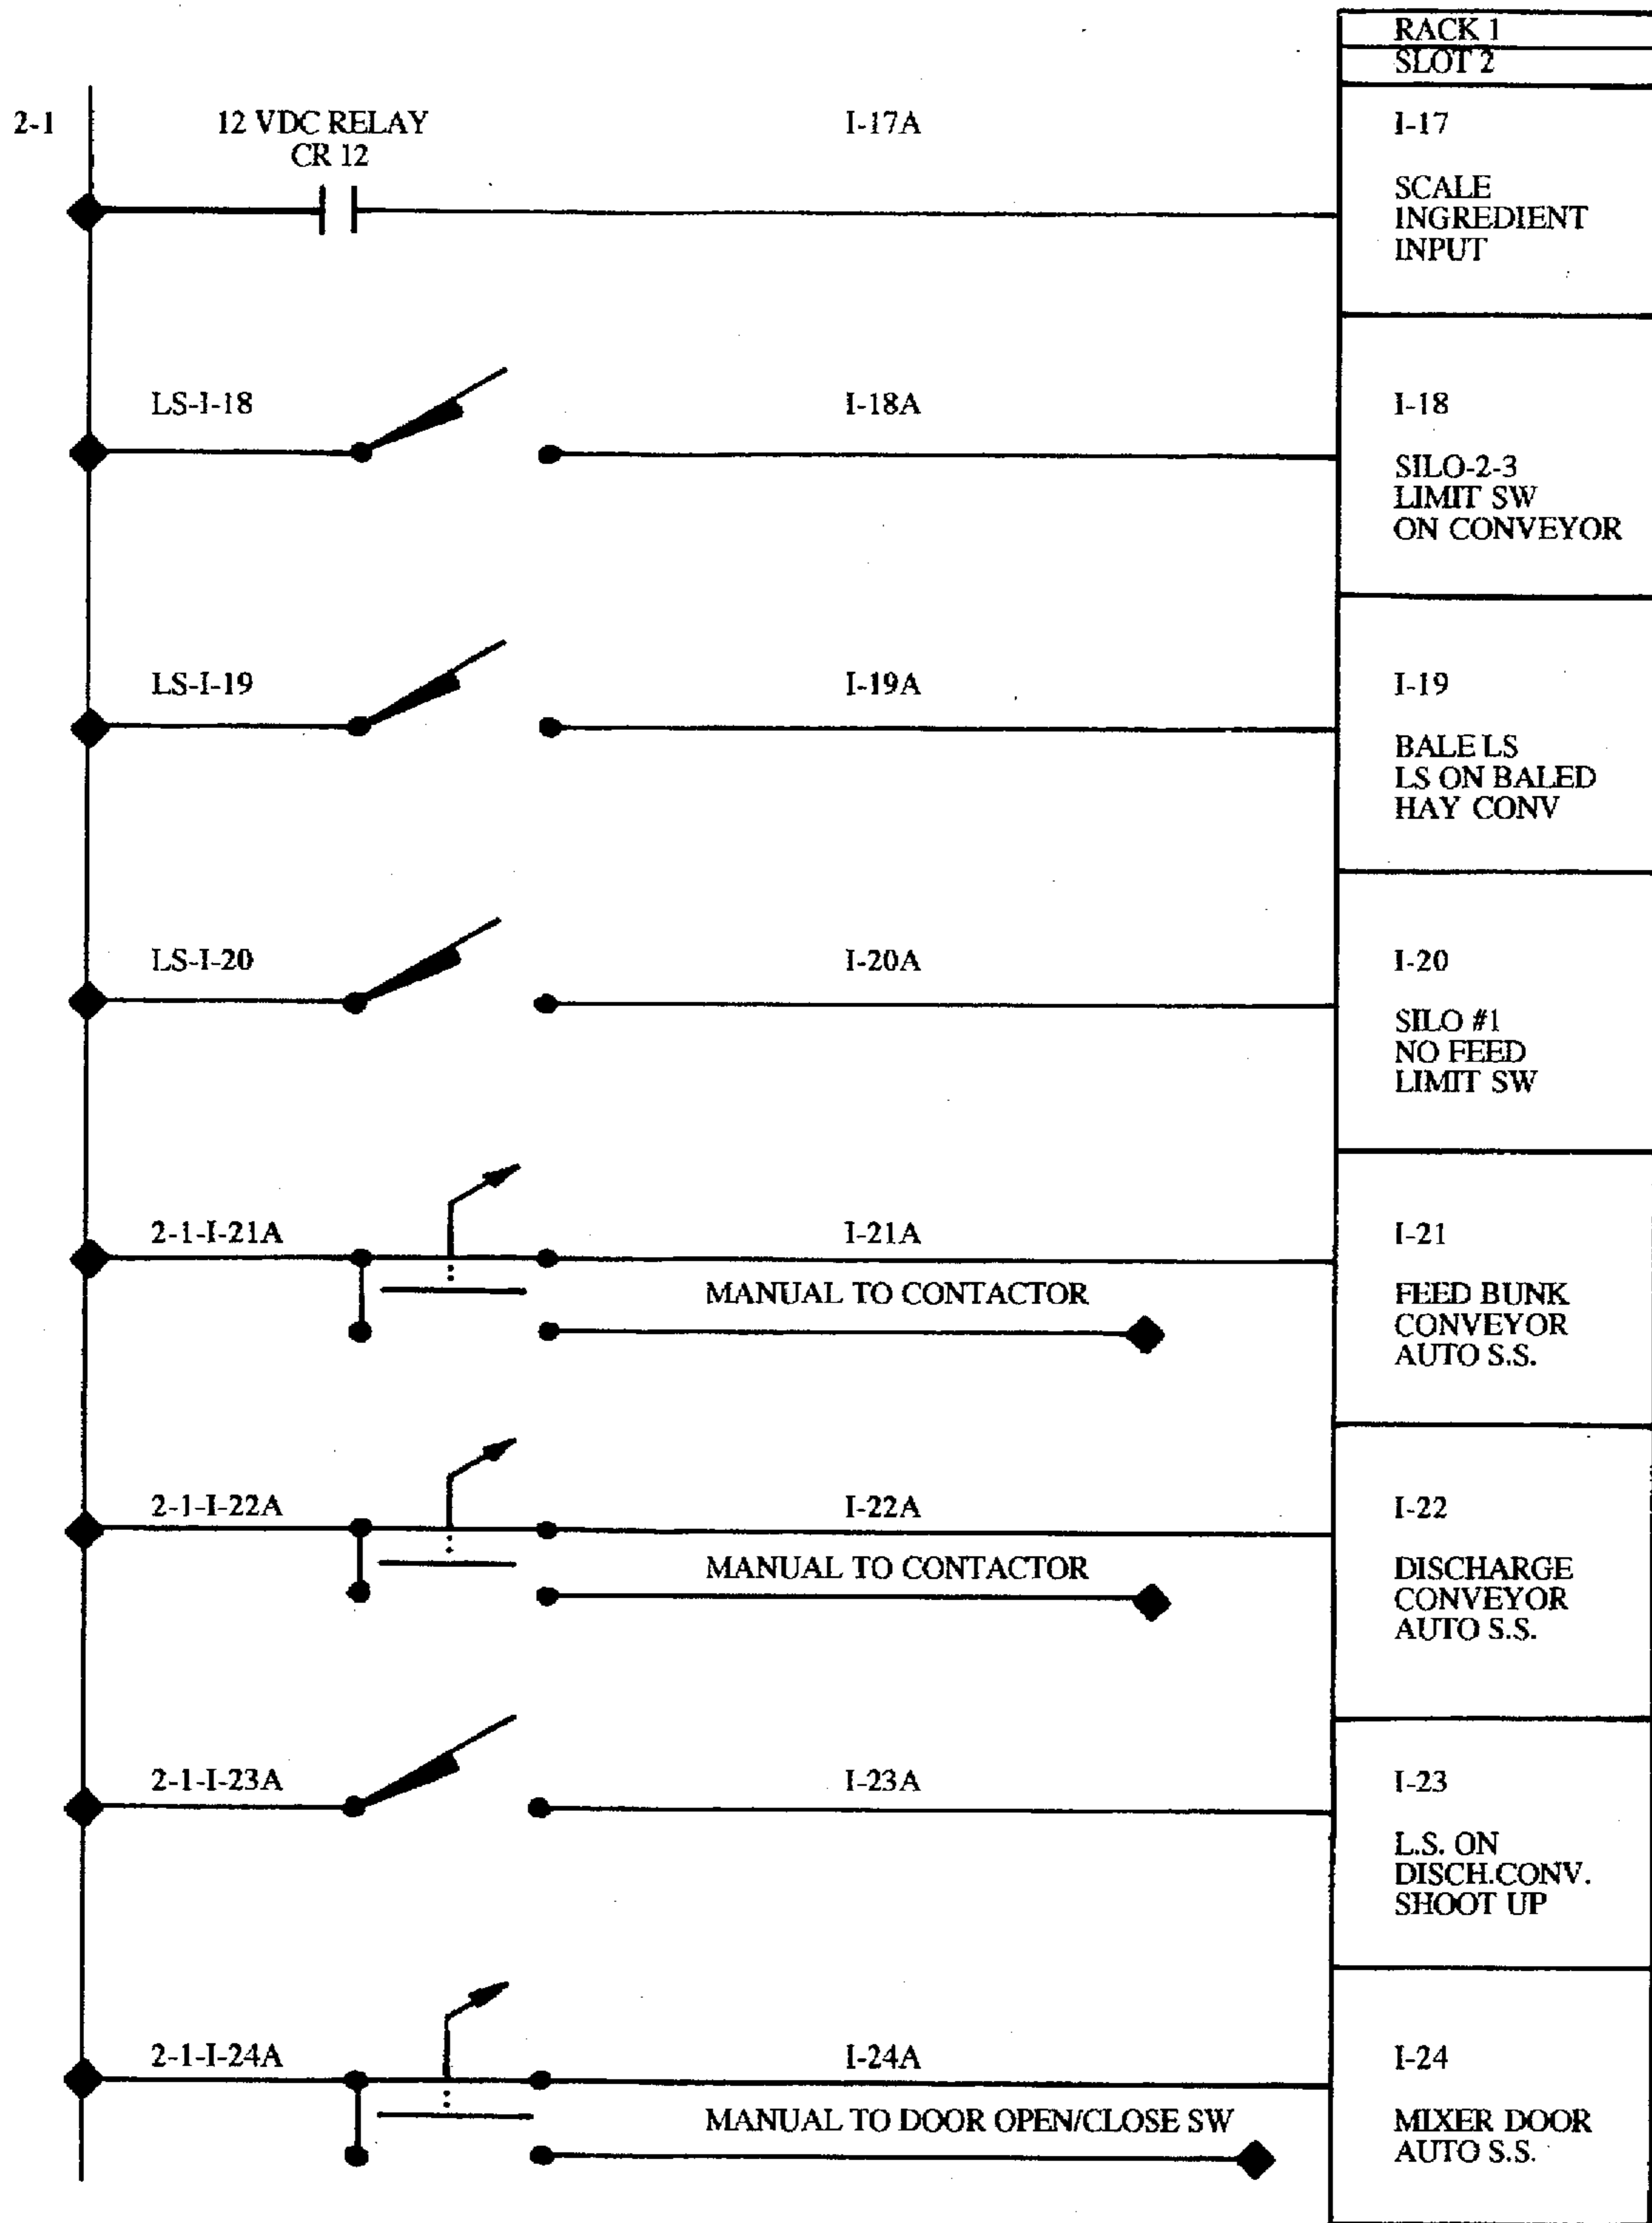 RACK 1
SLOT 2
2-1
12 VDC RELAY
CR 12
I-17A
I-17
SCALE
INGREDIENT
INPUT
LS-I-18
I-18A
I-18
SILO-2-3
LIMIT SW
ON CONVEYOR
LS-I-19
I-19A
I-19
BALE LS
LS ON BALED
HAY CONV
LS-I-20
I-20A
I-20
SILO #1
NO FEED
LIMIT SW
2-1-I-21A
I-21A
MANUAL TO CONTACTOR
I-21
FEED BUNK
CONVEYOR
AUTO S.S.
2-1-I-22A
I-22A
MANUAL TO CONTACTOR
I-22
DISCHARGE
CONVEYOR
AUTO S.S.
2-1-I-23A
I-23A
I-23
L.S. ON
DISCH.CONV.
SHOOT UP
2-1-I-24A
I-24A
MANUAL TO DOOR OPEN/CLOSE SW
I-24
MIXER DOOR
AUTO S.S.